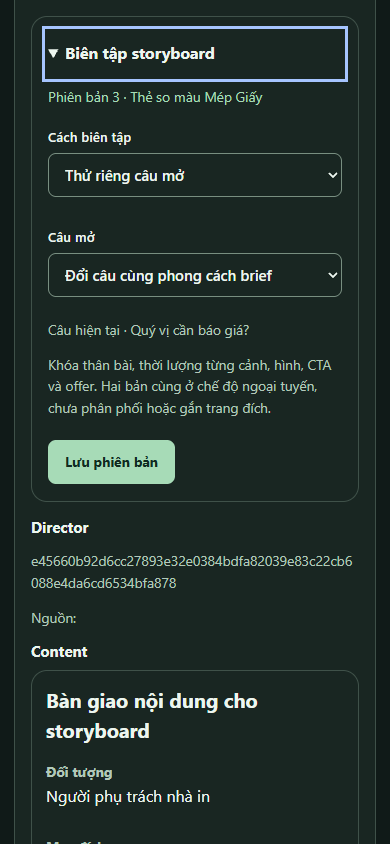 ▼ Biên tập storyboard
Phiên bản 3 · Thẻ so màu Mép Giấy
Cách biên tập
Thử riêng câu mở
Câu mở
Đổi câu cùng phong cách brief
Câu hiện tại · Quý vị cần báo giá?
Khóa thân bài, thời lượng từng cảnh, hình, CTA
và offer. Hai bản cùng ở chế độ ngoại tuyến,
chưa phân phối hoặc gắn trang đích.
Lưu phiên bản
Director
e45660b92d6cc27893e32e0384bdfa82039e83c22cb6
088e4da6cd6534bfa878
Nguồn:
Content
Bàn giao nội dung cho
storyboard
Đối tượng
Người phụ trách nhà in